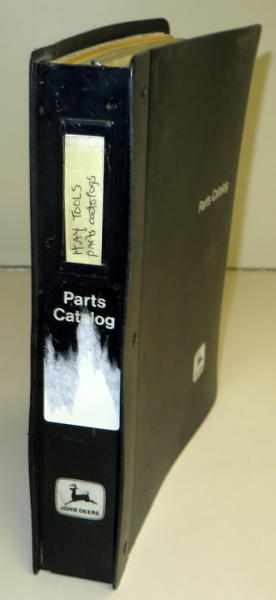 HAY TOOLS
parts catalogs
Parts
Catalog
JOHN DEERE
Parts Catalog